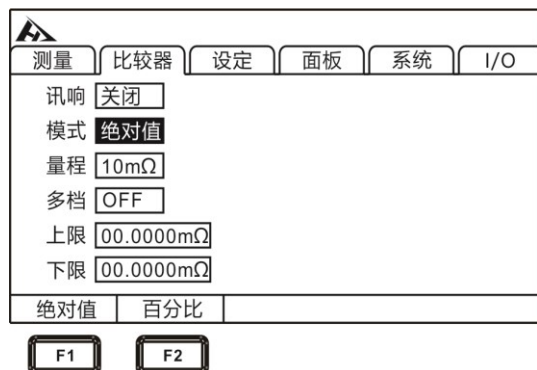 测量 比较器 设定 面板 系统 I/O
讯响 关闭
模式 绝对值
量程 10mΩ
多档 OFF
上限 00.0000mΩ
下限 00.0000mΩ
绝对值 百分比
F1 F2